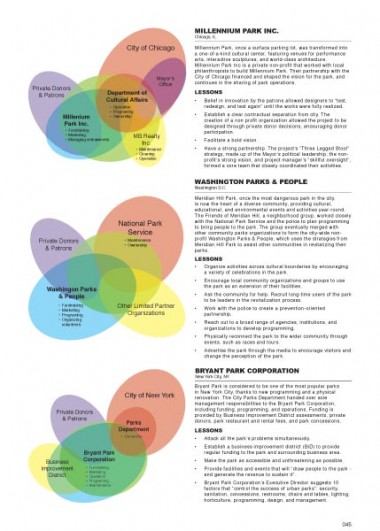 MILLENNIUM PARK INC.
Chicago, IL
Millennium Park, once a surface parking lot, was transformed into
a one-of-a-kind cultural center, featuring venues for performance
arts, interactive sculptures, and world-class architecture.
Millennium Park Inc is a private non-profit that worked with local
philanthropists to build Millennium Park. Their partnership with the
City of Chicago financed and shaped the vision for the park, and
continues in the sharing of park operations.
LESSONS
• Belief in innovation by the patrons allowed designers to "test,
redesign, and test again" until the works were fully realized.
• Establish a clear contractual separation from city. The
creation of a non profit organization allowed the project to be
designed through private donor decisions, encouraging donor
participation.
• Facilitate a bold vision
• Have a strong partnership. The project's "Three Legged Stool"
strategy, made up of the Mayor's political leadership, the non-
profit's strong vision, and project manager's "skillful oversight",
formed a core team that closely coordinated their activities.
City of Chicago
Mayor's
Office
Private Donors
& Patrons
Department of
Cultural Affairs
• Operation
• Programing
• Ownership
Millenium
Park Inc.
• Fundraising
• Marketing
• Managing endowment
MB Realty
Inc
• Maintenance
• Cleaning
• Operation
WASHINGTON PARKS & PEOPLE
Washington D.C.
Meridian Hill Park, once the most dangerous park in the city,
is now the heart of a diverse community, providing cultural,
educational, and environmental events and activities year-round.
The Friends of Meridian Hill, a neighborhood group, worked closely
with the National Park Service and the police to plan programming
to bring people to the park. The group eventually merged with
other community parks organizations to form the city-wide non-
profit Washington Parks & People, which uses the strategies from
Meridian Hill Park to assist other communities in revitalizing their
parks.
LESSONS
• Organize activities across cultural boundaries by encouraging
a variety of celebrations in the park.
• Encourage local community organizations and groups to use
the park as an extension of their facilities.
• Ask the community for help. Recruit long time users of the park
to be leaders in the revitalization process.
• Work with the police to create a prevention-oriented
partnership.
• Reach out to a broad range of agencies, institutions, and
organizations to develop programming.
• Physically reconnect the park to the wider community through
events, such as races and tours.
• Advertise the park through the media to encourage visitors and
change the perception of the park.
National Park
Service
• Maintenance
• Ownership
Private Donors
& Patrons
Washington Parks
& People
• Fundraising
• Marketing
• Programing
• Organizing
volunteers
Other Limited Partner
Organizations
BRYANT PARK CORPORATION
New York City, NY
Bryant Park is considered to be one of the most popular parks
in New York City, thanks to new programming and a physical
renovation. The City Parks Department handed over side
management responsibilities to the Bryant Park Corporation,
including funding, programming, and operations. Funding is
provided by Business Improvement District assessments, private
donors, park restaurant and rental fees, and park concessions.
LESSONS
• Attack all the park's problems simultaneously.
• Establish a business improvement district (BID) to provide
regular funding to the park and surrounding business area.
• Make the park as accessible and unthreatening as possible.
• Provide facilities and events that will "draw people to the park -
and generate the revenue to sustain it".
• Bryant Park Corporation's Executive Director suggests 10
factors that "control the success of urban parks": security,
sanitation, concessions, restrooms, chairs and tables, lighting,
horticulture, programming, design, and management.
City of New York
Private Donors
& Patrons
Parks
Department
• Ownership
Bryant Park
Corporation
• Fundraising
• Marketing
• Operation
• Programing
• Maintenance
Business
Improvement
District
045